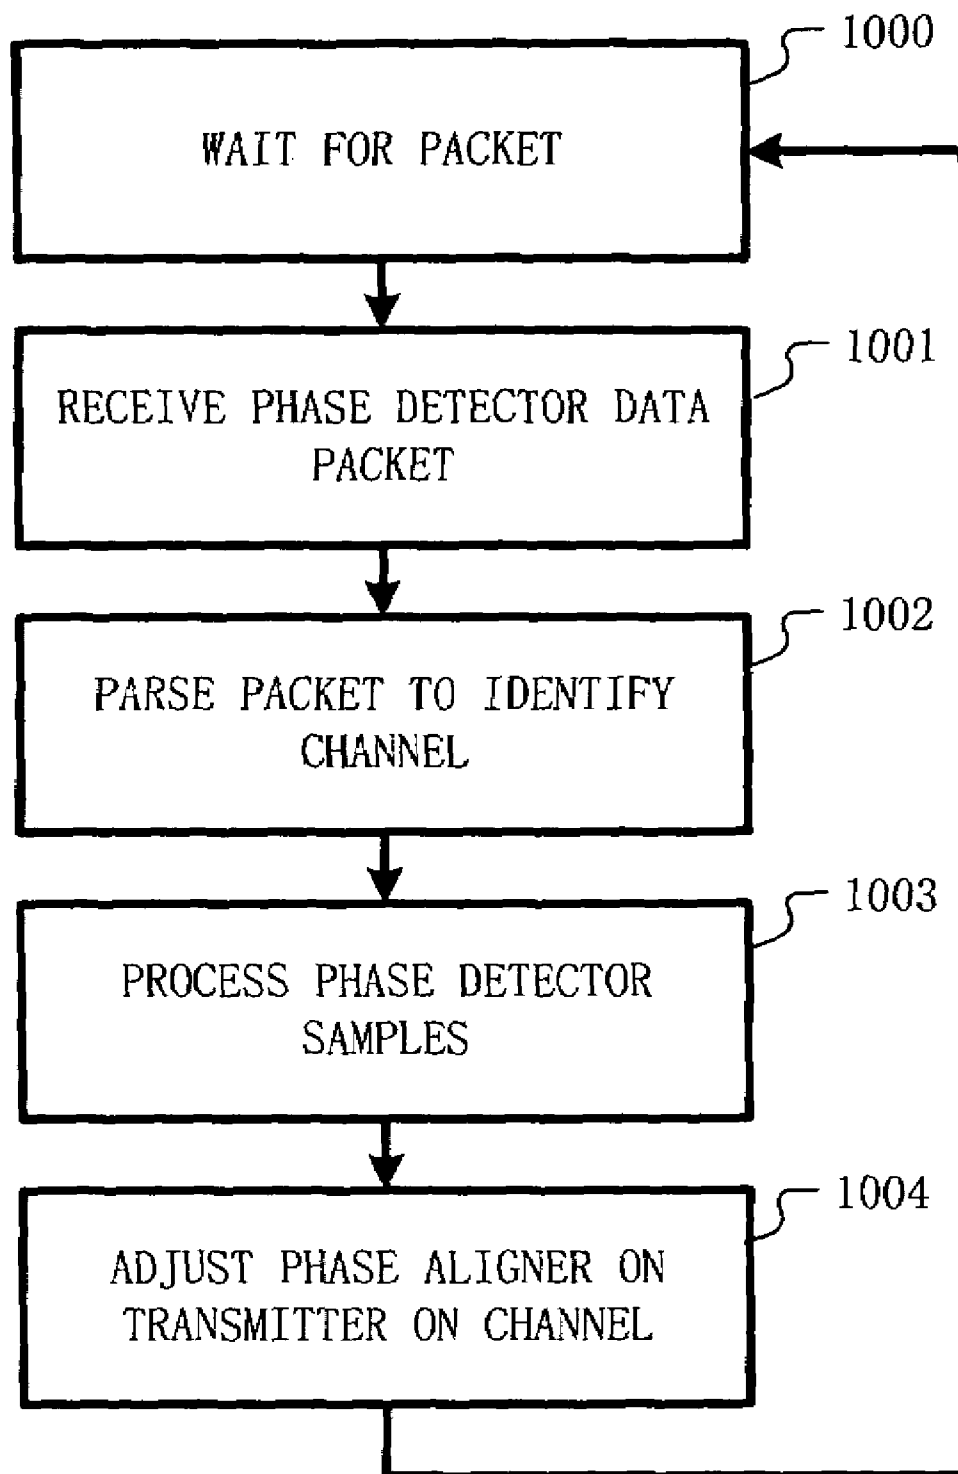 1000
WAIT FOR PACKET
1001
RECEIVE PHASE DETECTOR DATA
PACKET
1002
PARSE PACKET TO IDENTIFY
CHANNEL
1003
PROCESS PHASE DETECTOR
SAMPLES
1004
ADJUST PHASE ALIGNER ON
TRANSMITTER ON CHANNEL